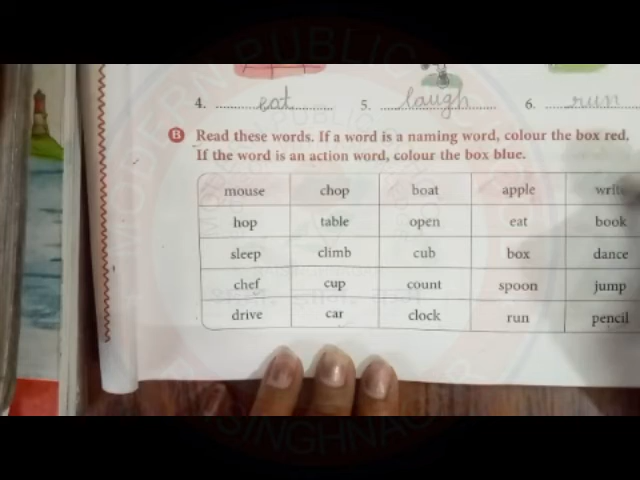 4. eat 5. laugh 6. run
B Read these words. If a word is a naming word, colour the box red.
If the word is an action word, colour the box blue.
mouse chop boat apple write
hop table open eat book
sleep climb cub box dance
chef cup count spoon jump
drive car clock run pencil